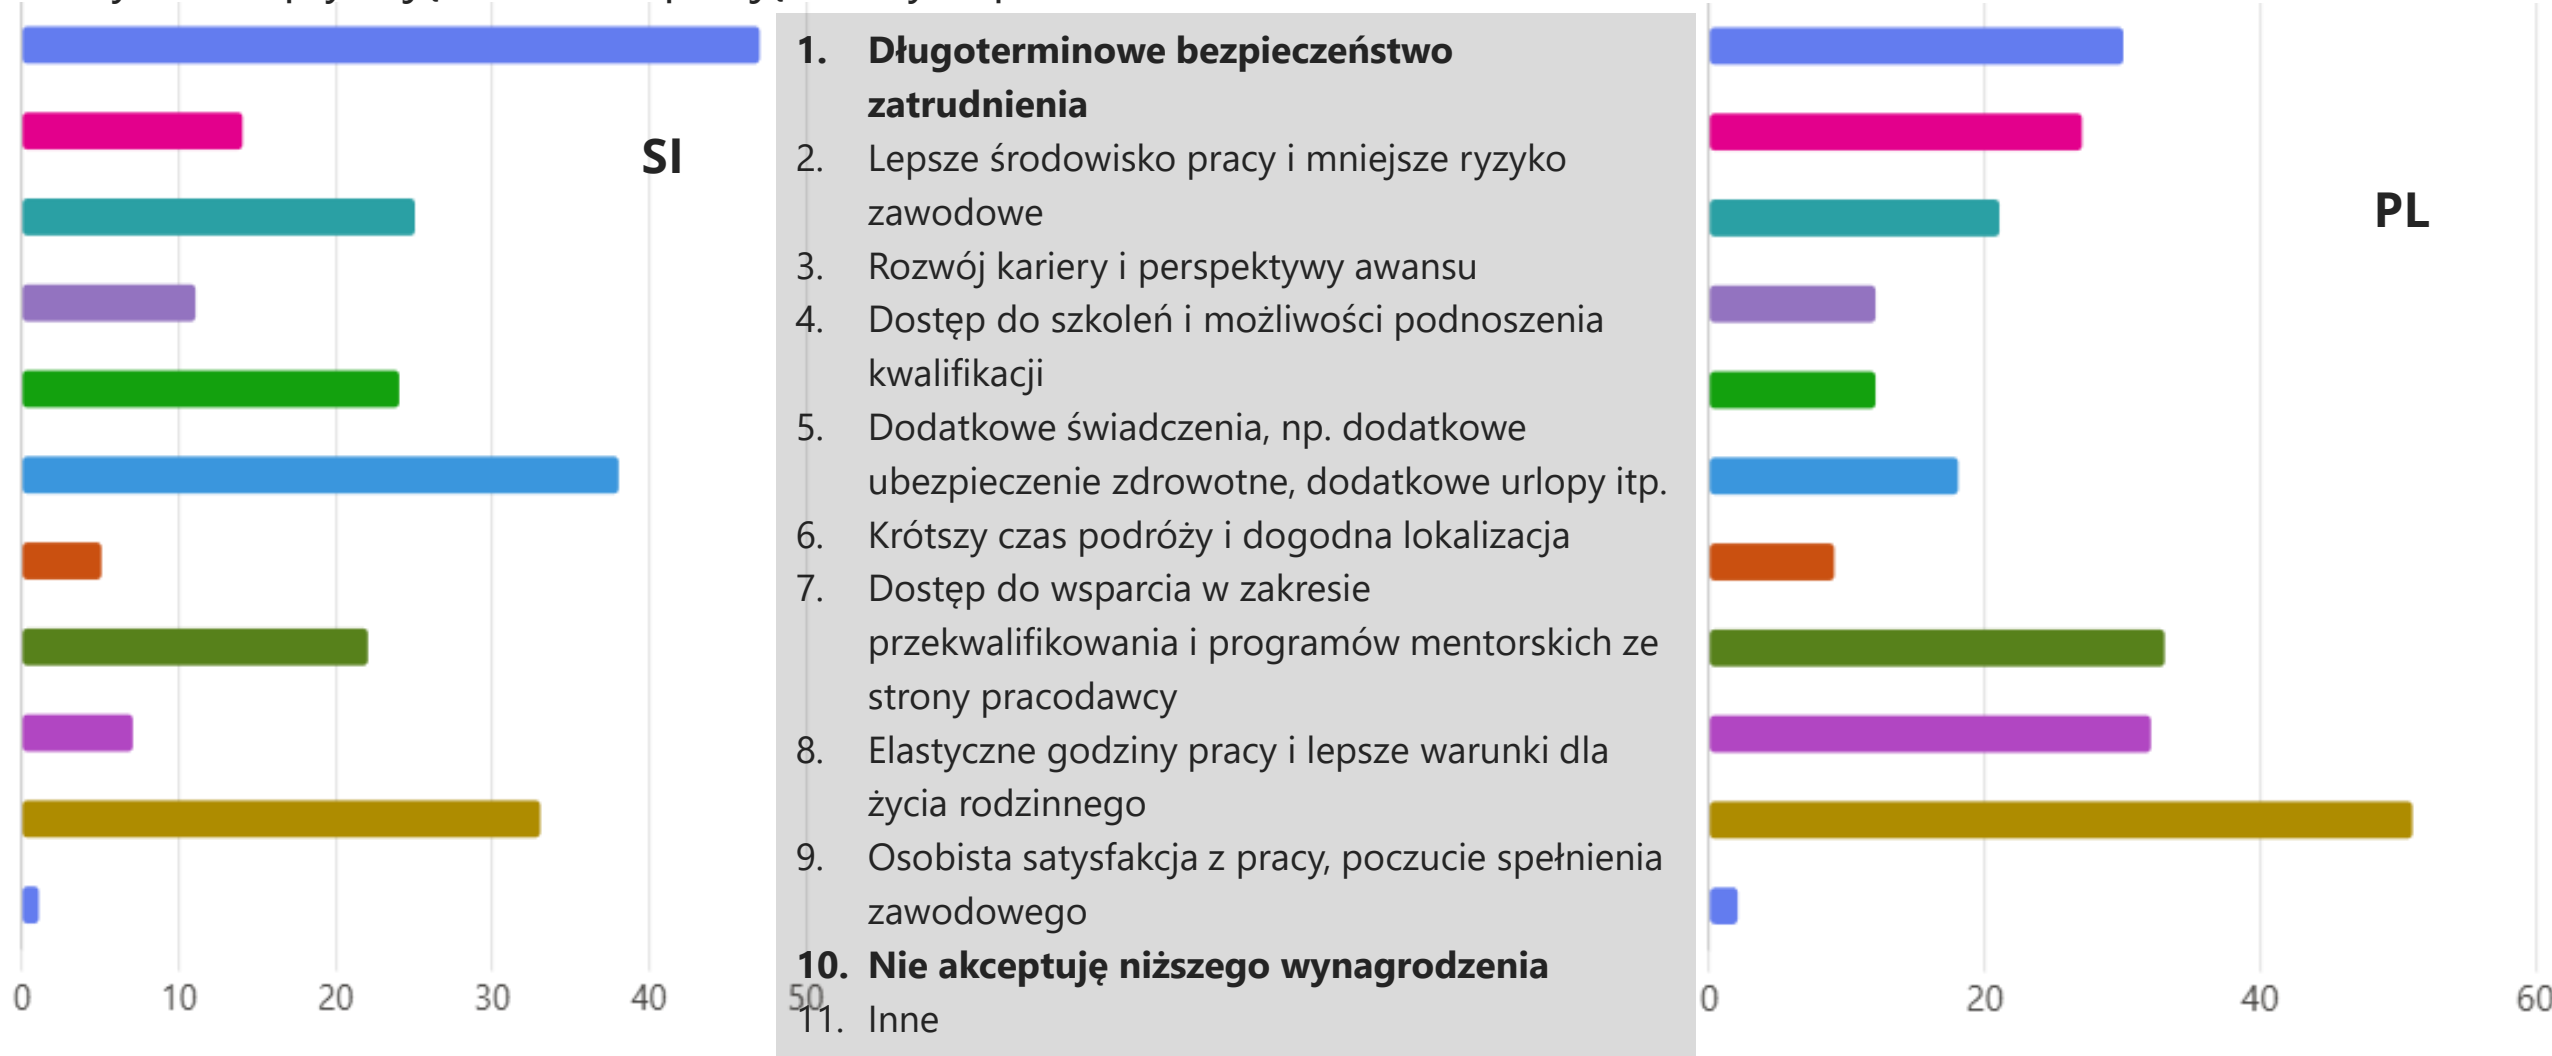 SI
1. Długoterminowe bezpieczeństwo
zatrudnienia
2. Lepsze środowisko pracy i mniejsze ryzyko
zawodowe
3. Rozwój kariery i perspektywy awansu
4. Dostęp do szkoleń i możliwości podnoszenia
kwalifikacji
5. Dodatkowe świadczenia, np. dodatkowe
ubezpieczenie zdrowotne, dodatkowe urlopy itp.
6. Krótszy czas podróży i dogodna lokalizacja
7. Dostęp do wsparcia w zakresie
przekwalifikowania i programów mentorskich ze
strony pracodawcy
8. Elastyczne godziny pracy i lepsze warunki dla
życia rodzinnego
9. Osobista satysfakcja z pracy, poczucie spełnienia
zawodowego
10. Nie akceptuję niższego wynagrodzenia
11. Inne
PL
0 10 20 30 40 50
0 20 40 60